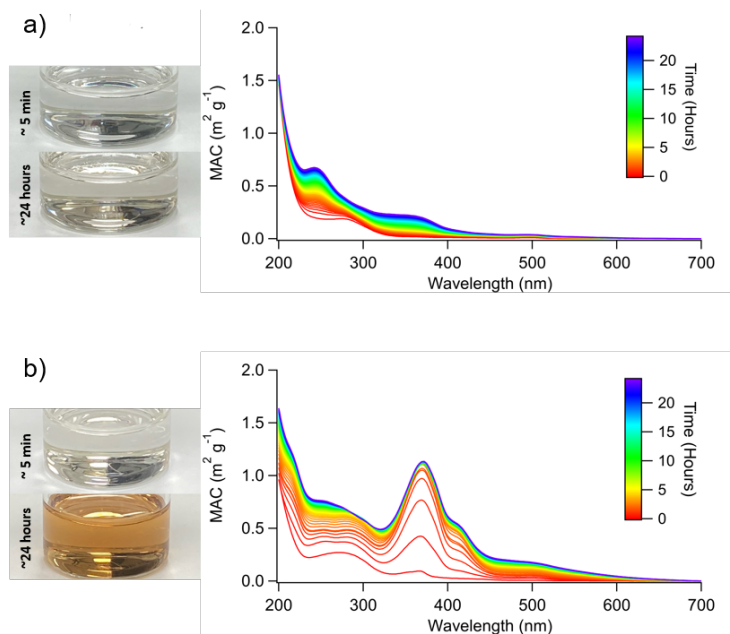 a)
~ 5 min
~24 hours
2.0
1.5
1.0
0.5
0.0
MAC (m² g⁻¹)
200
300
400
500
600
700
Wavelength (nm)
20
15
10
5
0
Time (Hours)
b)
~ 5 min
~24 hours
2.0
1.5
1.0
0.5
0.0
MAC (m² g⁻¹)
200
300
400
500
600
700
Wavelength (nm)
20
15
10
5
0
Time (Hours)